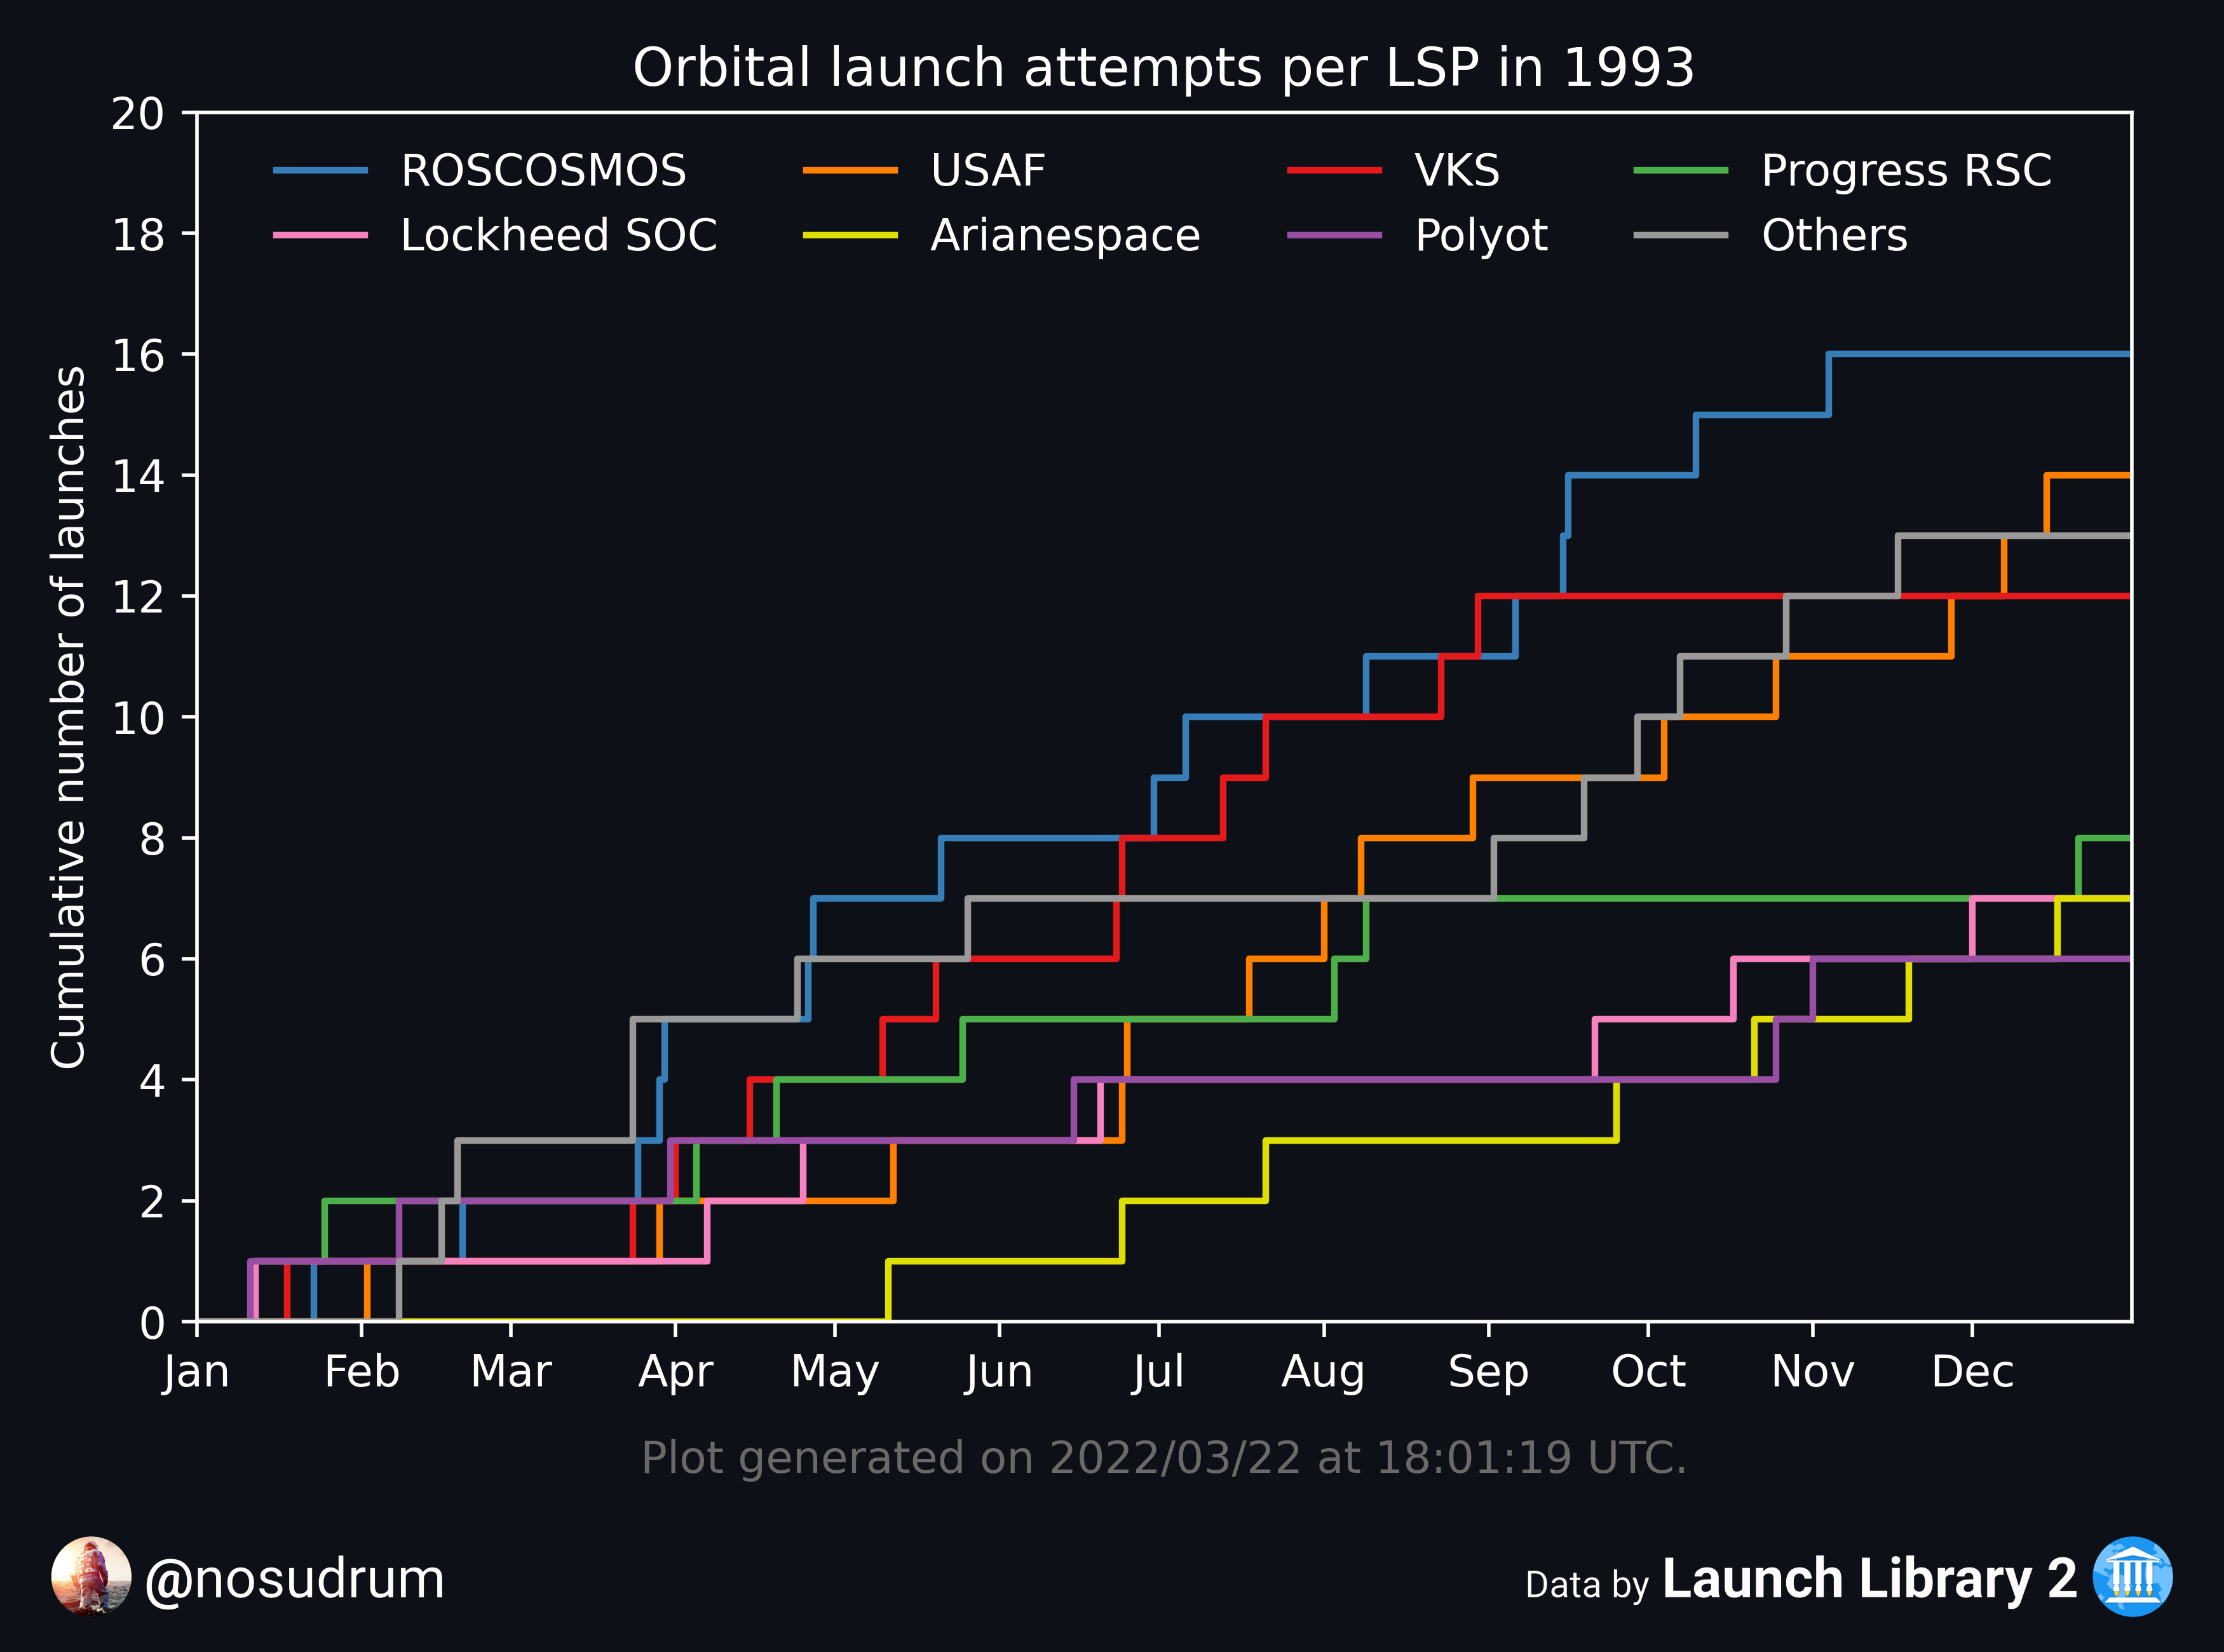 Orbital launch attempts per LSP in 1993
20
18
16
14
12
10
8
6
4
2
0
Cumulative number of launches
ROSCOSMOS USAF VKS Progress RSC
Lockheed SOC Arianespace Polyot Others
Jan Feb Mar Apr May Jun Jul Aug Sep Oct Nov Dec
Plot generated on 2022/03/22 at 18:01:19 UTC.
@nosudrum
Data by Launch Library 2